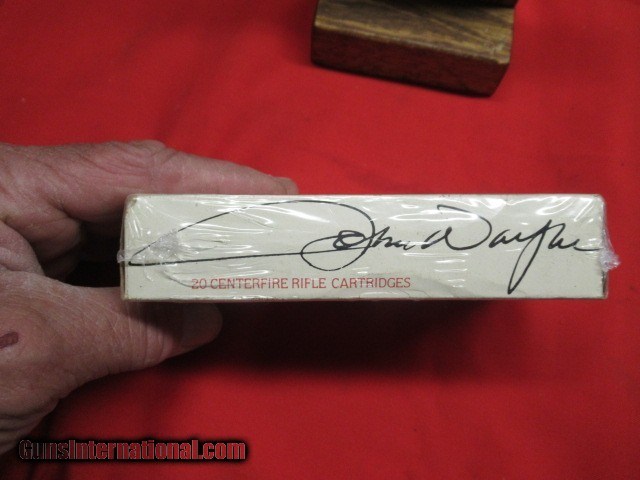 John Wayne
20 CENTERFIRE RIFLE CARTRIDGES
GunsInternational.com